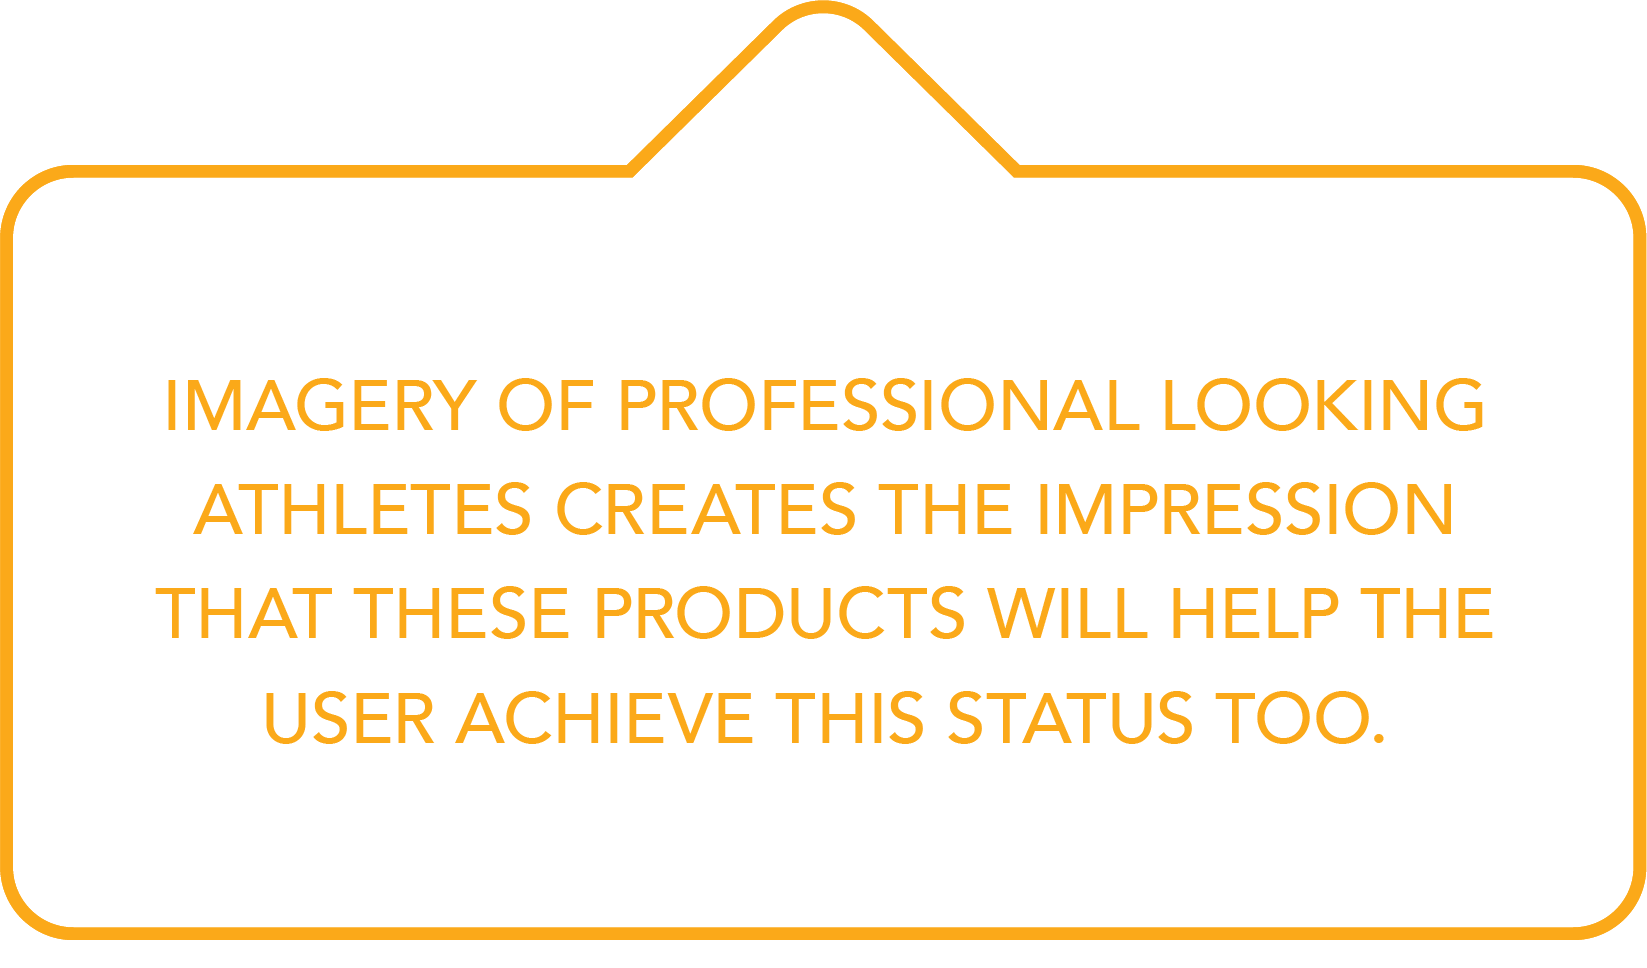 IMAGERY OF PROFESSIONAL LOOKING
ATHLETES CREATES THE IMPRESSION
THAT THESE PRODUCTS WILL HELP THE
USER ACHIEVE THIS STATUS TOO.